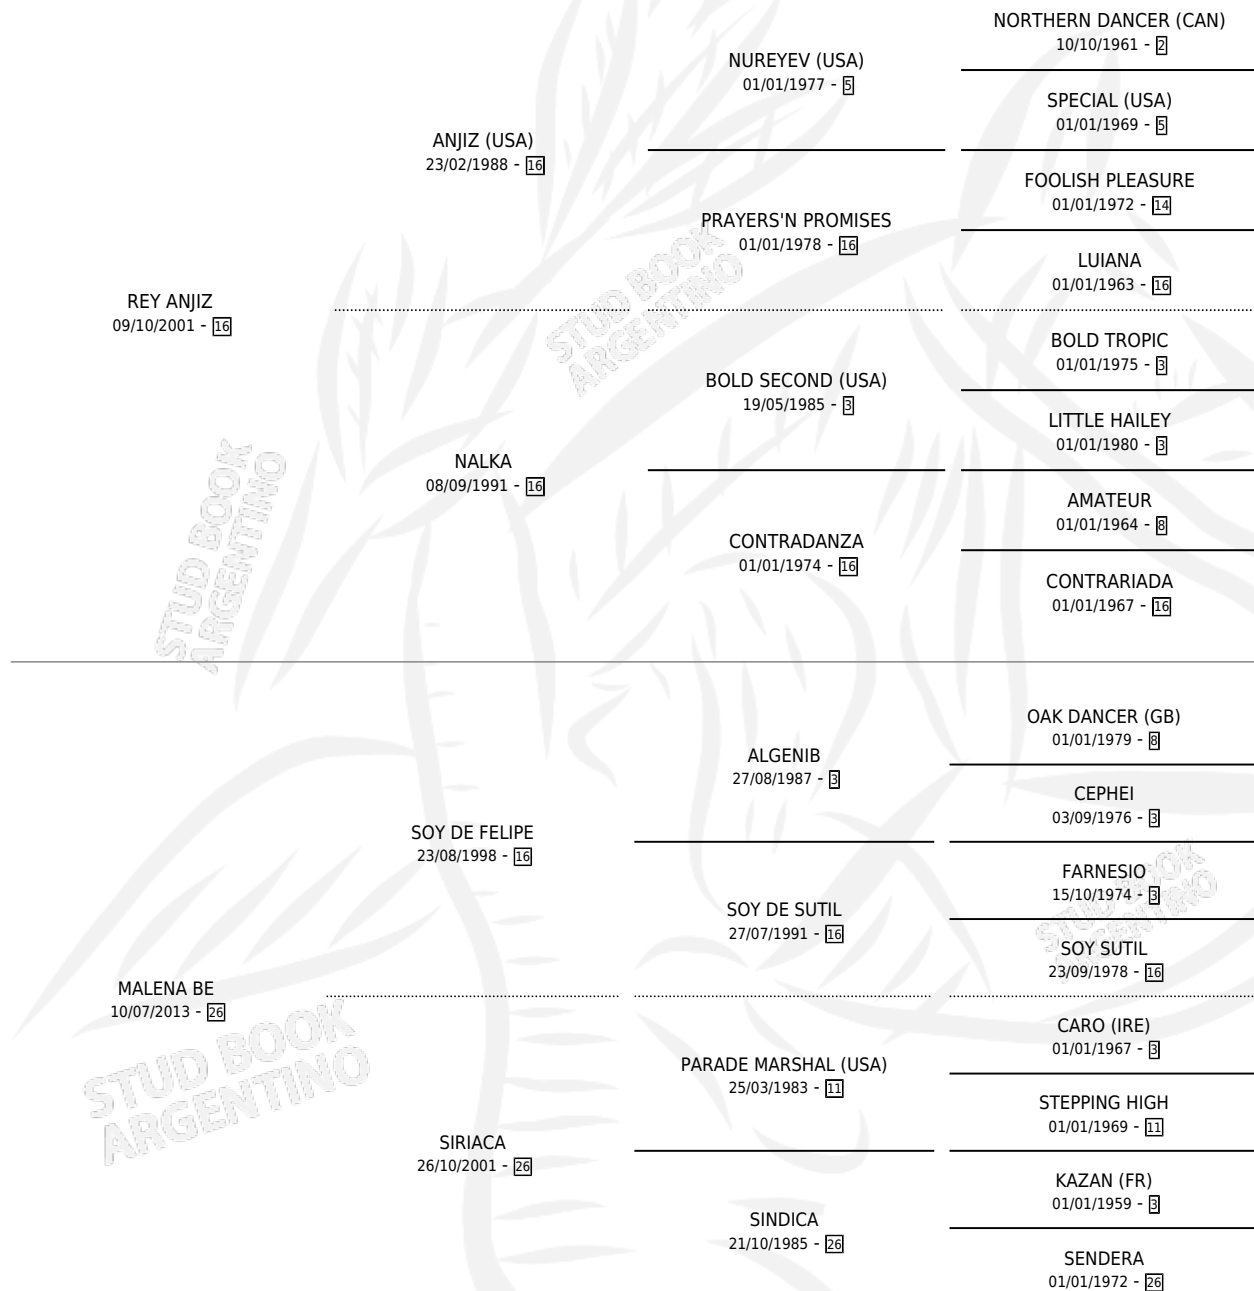 NORTHERN DANCER (CAN)
10/10/1961 - 2
NUREYEV (USA)
01/01/1977 - 5
SPECIAL (USA)
01/01/1969 - 5
ANJIZ (USA)
23/02/1988 - 16
FOOLISH PLEASURE
01/01/1972 - 14
PRAYERS'N PROMISES
01/01/1978 - 16
LUIANA
01/01/1963 - 16
REY ANJIZ
09/10/2001 - 16
BOLD TROPIC
01/01/1975 - 3
BOLD SECOND (USA)
19/05/1985 - 3
LITTLE HAILEY
01/01/1980 - 3
NALKA
08/09/1991 - 16
AMATEUR
01/01/1964 - 8
CONTRADANZA
01/01/1974 - 16
CONTRARIADA
01/01/1967 - 16
STUD BOOK
ARGENTINO
STUD BOOK
ARGENTINO
OAK DANCER (GB)
01/01/1979 - 8
ALGENIB
27/08/1987 - 3
CEPHEI
03/09/1976 - 3
SOY DE FELIPE
23/08/1998 - 16
FARNESIO
15/10/1974 - 3
SOY DE SUTIL
27/07/1991 - 16
SOY SUTIL
23/09/1978 - 16
MALENA BE
10/07/2013 - 26
CARO (IRE)
01/01/1967 - 3
PARADE MARSHAL (USA)
25/03/1983 - 11
STEPPING HIGH
01/01/1969 - 11
SIRIACA
26/10/2001 - 26
KAZAN (FR)
01/01/1959 - 3
SINDICA
21/10/1985 - 26
SENDERA
01/01/1972 - 26
STUD BOOK
ARGENTINO
STUD BOOK
ARGENTINO